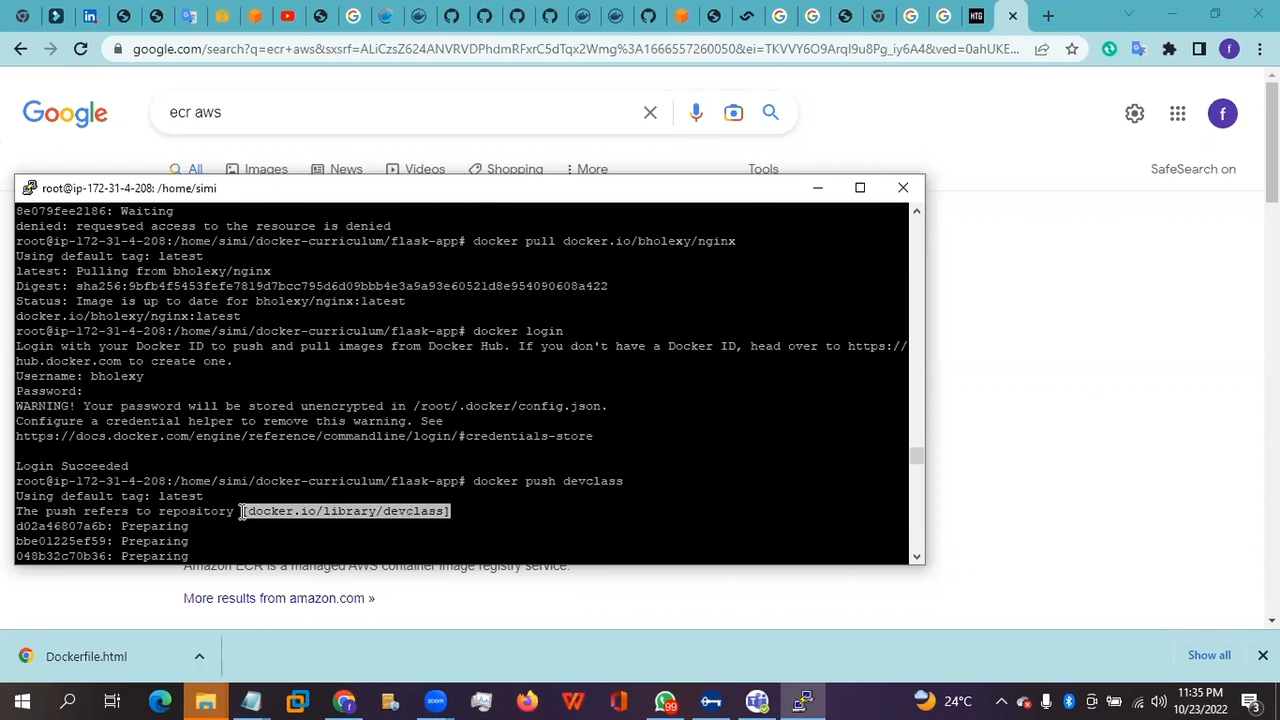 google.com/search?q=ecr+aws&sxsrf=ALiCzsZ624ANVRVDPhdmRFxrC5dTqx2Wmg%3A1666557260050&ei=TKVVY6O9ArqI9u8Pg_iy6A4&ved=0ahUKE...
f
Google
ecr aws
f
All
Images
News
Videos
Shopping
More
Tools
SafeSearch on
root@ip-172-31-4-208: /home/simi
8e079fee2186: Waiting
denied: requested access to the resource is denied
root@ip-172-31-4-208:/home/simi/docker-curriculum/flask-app# docker pull docker.io/bholexy/nginx
Using default tag: latest
latest: Pulling from bholexy/nginx
Digest: sha256:9bfb4f5453fefe7819d7bcc795d6d09bbb4e3a9a93e60521d8e954090608a422
Status: Image is up to date for bholexy/nginx:latest
docker.io/bholexy/nginx:latest
root@ip-172-31-4-208:/home/simi/docker-curriculum/flask-app# docker login
Login with your Docker ID to push and pull images from Docker Hub. If you don't have a Docker ID, head over to https://
hub.docker.com to create one.
Username: bholexy
Password:
WARNING! Your password will be stored unencrypted in /root/.docker/config.json.
Configure a credential helper to remove this warning. See
https://docs.docker.com/engine/reference/commandline/login/#credentials-store
Login Succeeded
root@ip-172-31-4-208:/home/simi/docker-curriculum/flask-app# docker push devclass
Using default tag: latest
The push refers to repository [docker.io/library/devclass]
d02a46807a6b: Preparing
bbe01225ef59: Preparing
048b32c70b36: Preparing
Amazon ECR is a managed AWS container image registry service.
More results from amazon.com »
Dockerfile.html
Show all
99
24°C
11:35 PM
10/23/2022
3